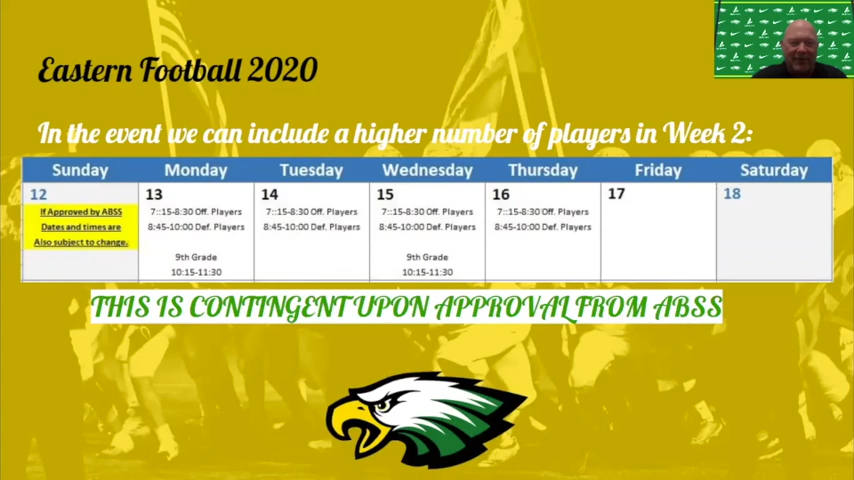 Eastern Football 2020
In the event we can include a higher number of players in Week 2:
Sunday Monday Tuesday Wednesday Thursday Friday Saturday
12 13 14 15 16 17 18
If Approved by ABSS 7::15-8:30 Off. Players 7::15-8:30 Off. Players 7::15-8:30 Off. Players 7::15-8:30 Off. Players
Dates and times are 8:45-10:00 Def. Players 8:45-10:00 Def. Players 8:45-10:00 Def. Players 8:45-10:00 Def. Players
Also subject to change.
9th Grade 9th Grade
10:15-11:30 10:15-11:30
THIS IS CONTINGENT UPON APPROVAL FROM ABSS